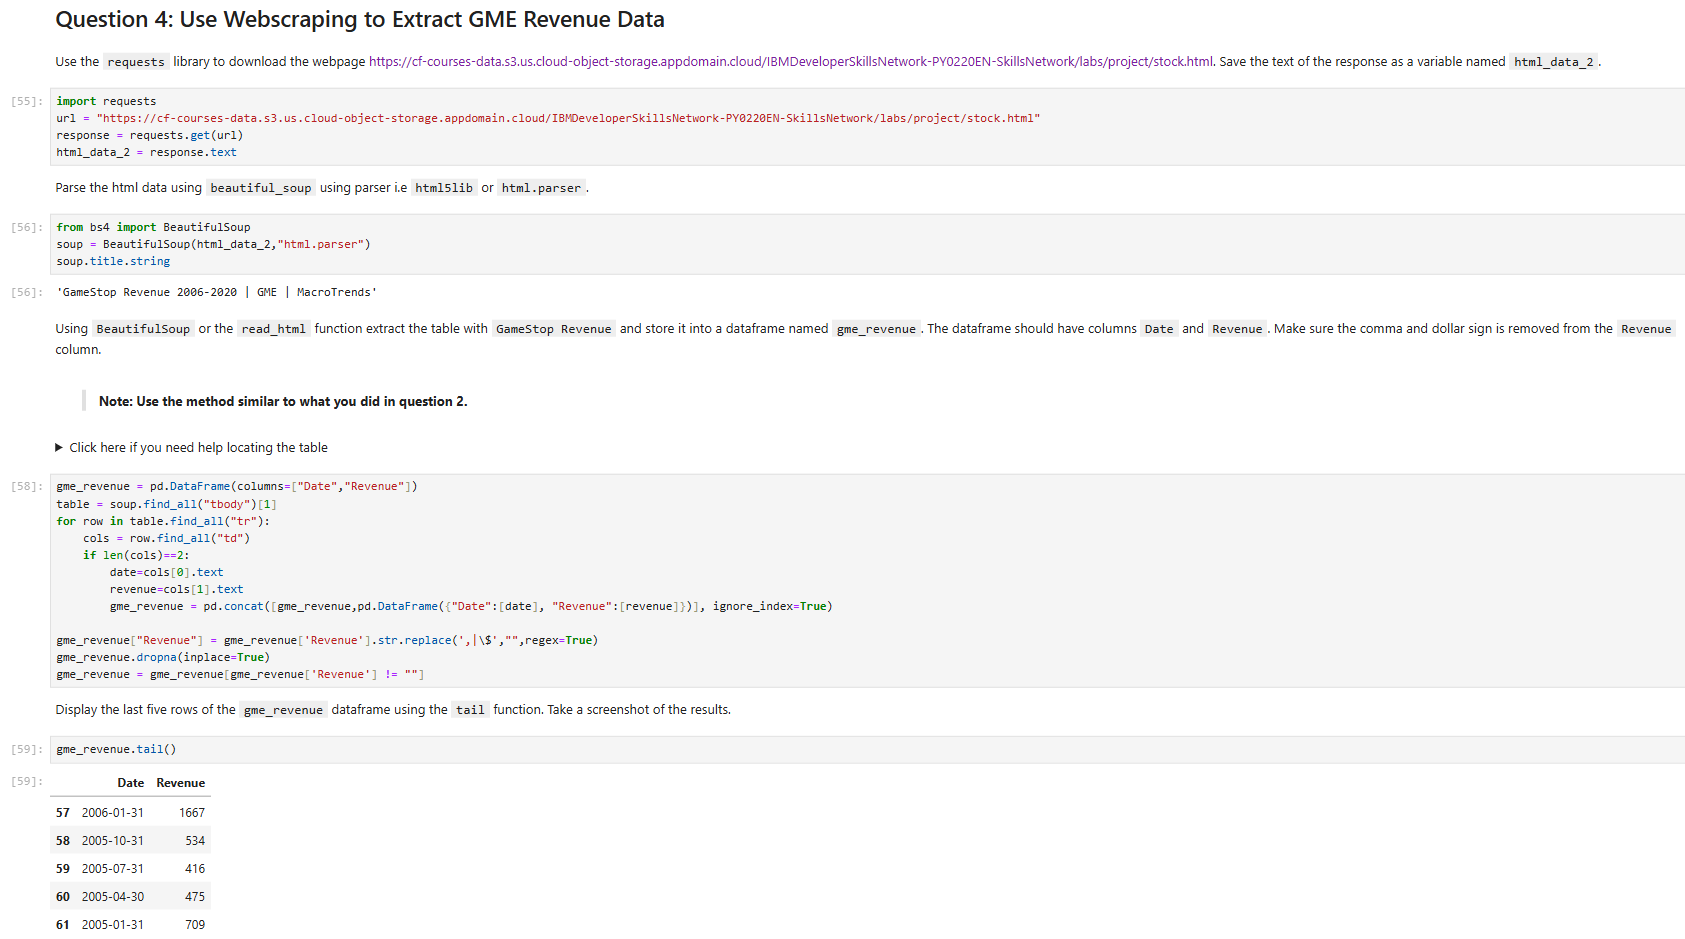 Question 4: Use Webscraping to Extract GME Revenue Data
Use the requests library to download the webpage https://cf-courses-data.s3.us.cloud-object-storage.appdomain.cloud/IBMDeveloperSkillsNetwork-PY0220EN-SkillsNetwork/labs/project/stock.html. Save the text of the response as a variable named html_data_2.
[55]: import requests
url = "https://cf-courses-data.s3.us.cloud-object-storage.appdomain.cloud/IBMDeveloperSkillsNetwork-PY0220EN-SkillsNetwork/labs/project/stock.html"
response = requests.get(url)
html_data_2 = response.text
Parse the html data using beautiful_soup using parser i.e html5lib or html.parser.
[56]: from bs4 import BeautifulSoup
soup = BeautifulSoup(html_data_2,"html.parser")
soup.title.string
[56]: 'GameStop Revenue 2006-2020 | GME | MacroTrends'
Using BeautifulSoup or the read_html function extract the table with GameStop Revenue and store it into a dataframe named gme_revenue. The dataframe should have columns Date and Revenue. Make sure the comma and dollar sign is removed from the Revenue
column.
Note: Use the method similar to what you did in question 2.
▶ Click here if you need help locating the table
[58]: gme_revenue = pd.DataFrame(columns=["Date","Revenue"])
table = soup.find_all("tbody")[1]
for row in table.find_all("tr"):
    cols = row.find_all("td")
    if len(cols)==2:
        date=cols[0].text
        revenue=cols[1].text
        gme_revenue = pd.concat([gme_revenue,pd.DataFrame({"Date":[date], "Revenue":[revenue]})], ignore_index=True)
gme_revenue["Revenue"] = gme_revenue['Revenue'].str.replace(',|\$',"",regex=True)
gme_revenue.dropna(inplace=True)
gme_revenue = gme_revenue[gme_revenue['Revenue'] != ""]
Display the last five rows of the gme_revenue dataframe using the tail function. Take a screenshot of the results.
[59]: gme_revenue.tail()
[59]: Date Revenue
57 2006-01-31 1667
58 2005-10-31 534
59 2005-07-31 416
60 2005-04-30 475
61 2005-01-31 709